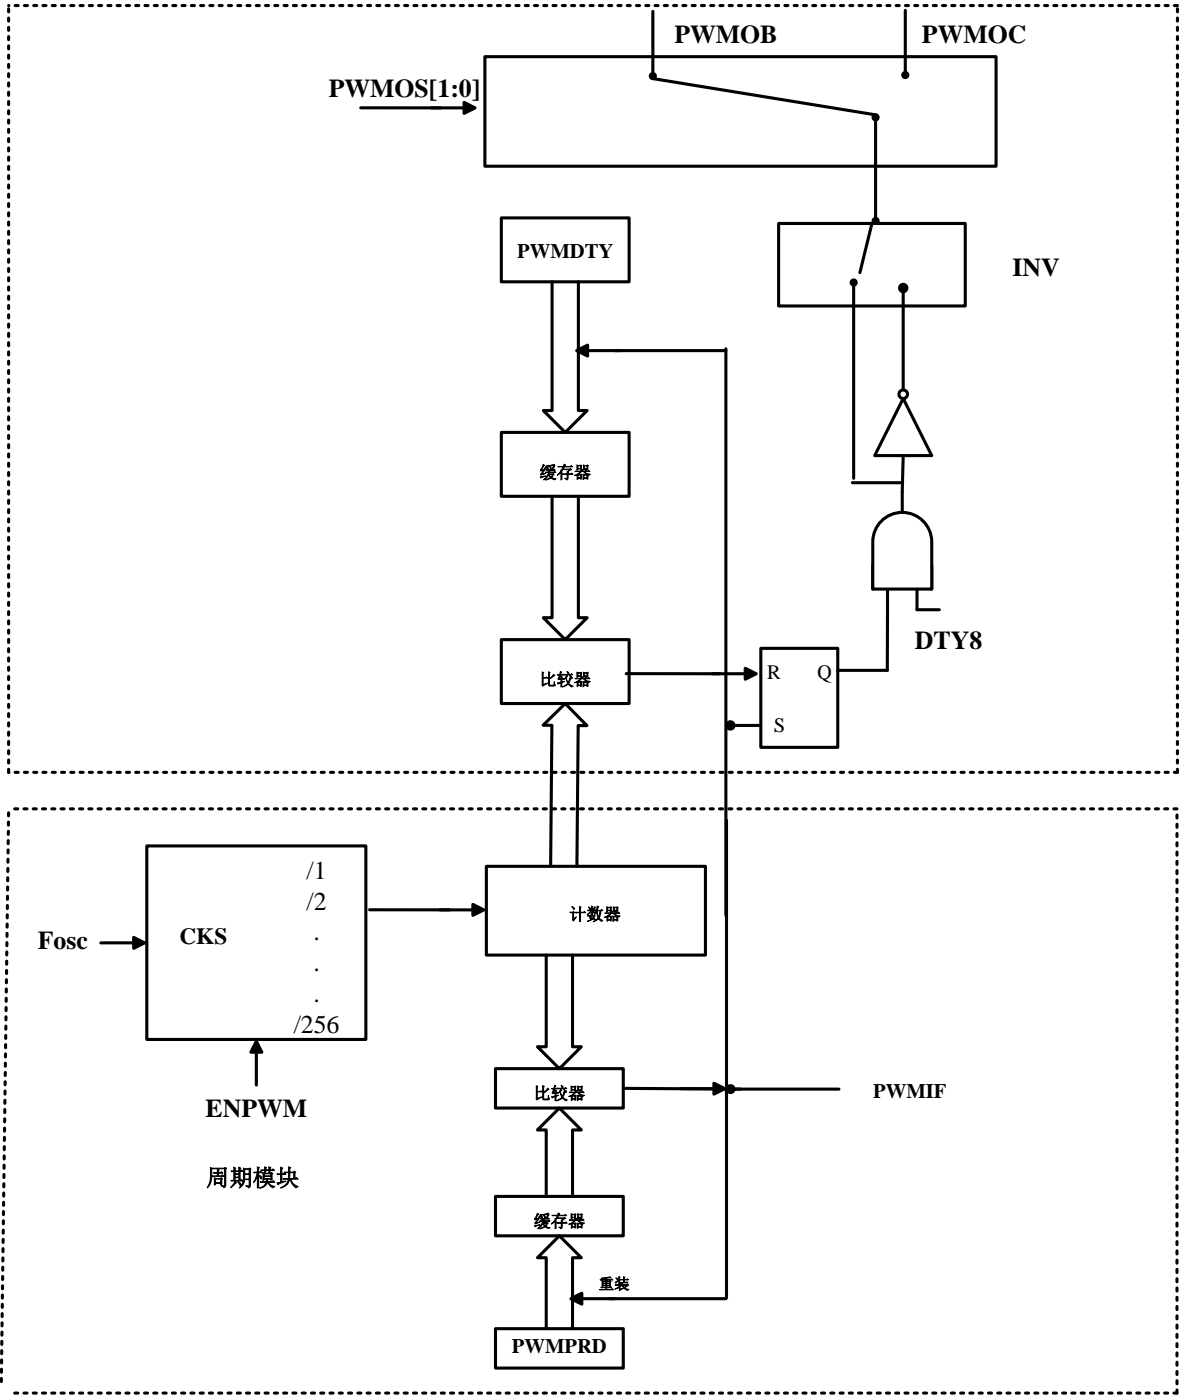 PWMOB
PWMOC
PWMOS[1:0]
PWMDTY
INV
缓存器
DTY8
比较器
R
Q
S
/1
/2
.
.
.
/256
CKS
Fosc
计数器
ENPWM
比较器
PWMIF
周期模块
缓存器
重装
PWMPRD